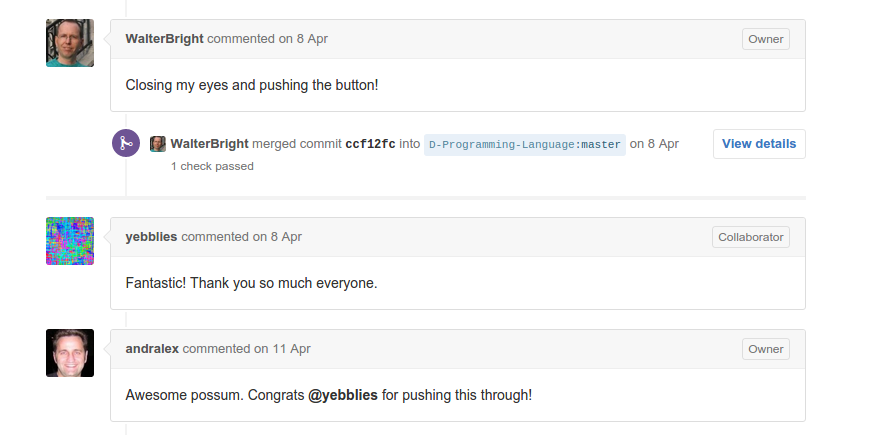 WalterBright commented on 8 Apr Owner
Closing my eyes and pushing the button!
WalterBright merged commit ccf12fc into D-Programming-Language:master on 8 Apr View details
1 check passed
yebblies commented on 8 Apr Collaborator
Fantastic! Thank you so much everyone.
andralex commented on 11 Apr Owner
Awesome possum. Congrats @yebblies for pushing this through!